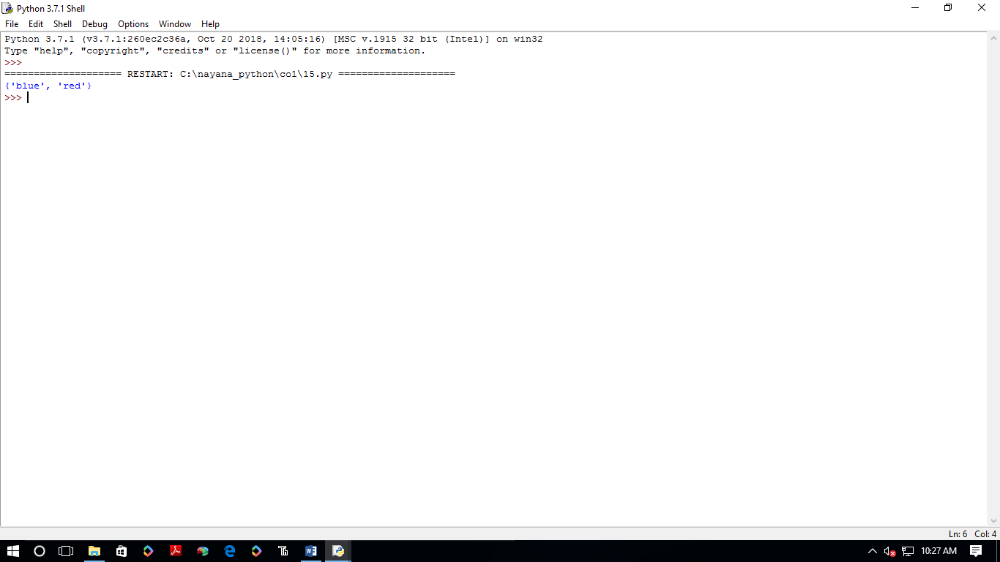 Python 3.7.1 Shell
File Edit Shell Debug Options Window Help
Python 3.7.1 (v3.7.1:260ec2c36a, Oct 20 2018, 14:05:16) [MSC v.1915 32 bit (Intel)] on win32
Type "help", "copyright", "credits" or "license()" for more information.
>>>
==================== RESTART: C:\nayana_python\co1\15.py ====================
{'blue', 'red'}
>>>
Ln: 6 Col: 4
10:27 AM